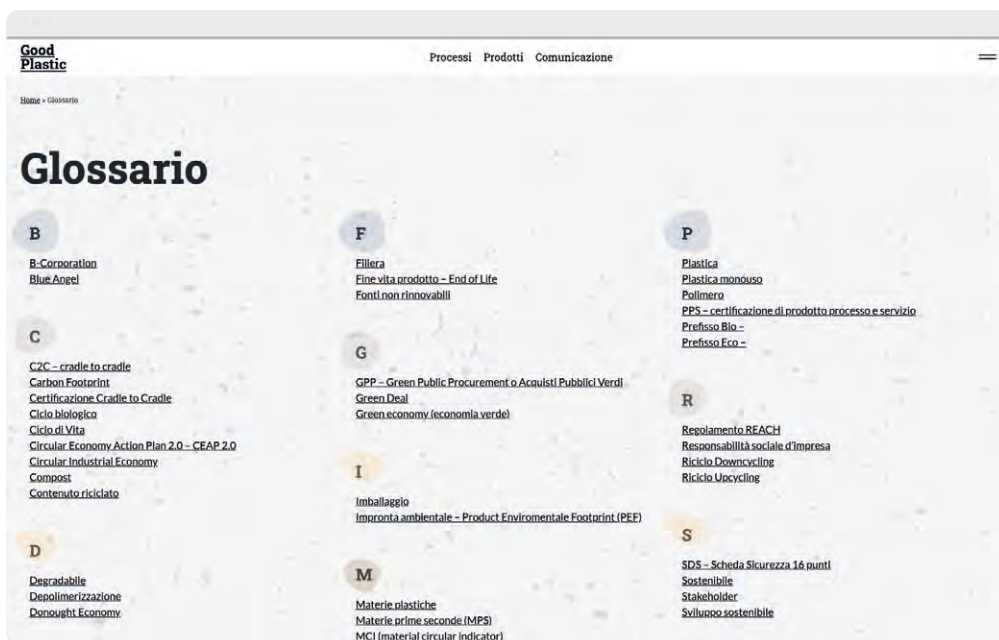 Good
Plastic
Processi Prodotti Comunicazione
Home » Glossario
Glossario
B
B-Corporation
Blue Angel
C
C2C – cradle to cradle
Carbon Footprint
Certificazione Cradle to Cradle
Ciclo biologico
Ciclo di Vita
Circular Economy Action Plan 2.0 – CEAP 2.0
Circular Industrial Economy
Compost
Contenuto riciclato
D
Degradabile
Depolimerizzazione
Donought Economy
F
Filiera
Fine vita prodotto – End of Life
Fonti non rinnovabili
G
GPP – Green Public Procurement o Acquisti Pubblici Verdi
Green Deal
Green economy (economia verde)
I
Imballaggio
Impronta ambientale – Product Enviromentale Footprint (PEF)
M
Materie plastiche
Materie prime seconde (MPS)
MCI (material circular indicator)
P
Plastica
Plastica monouso
Polimero
PPS – certificazione di prodotto processo e servizio
Prefisso Bio –
Prefisso Eco –
R
Regolamento REACH
Responsabilità sociale d'impresa
Riciclo Downcycling
Riciclo Upcycling
S
SDS – Scheda Sicurezza 16 punti
Sostenibile
Stakeholder
Sviluppo sostenibile